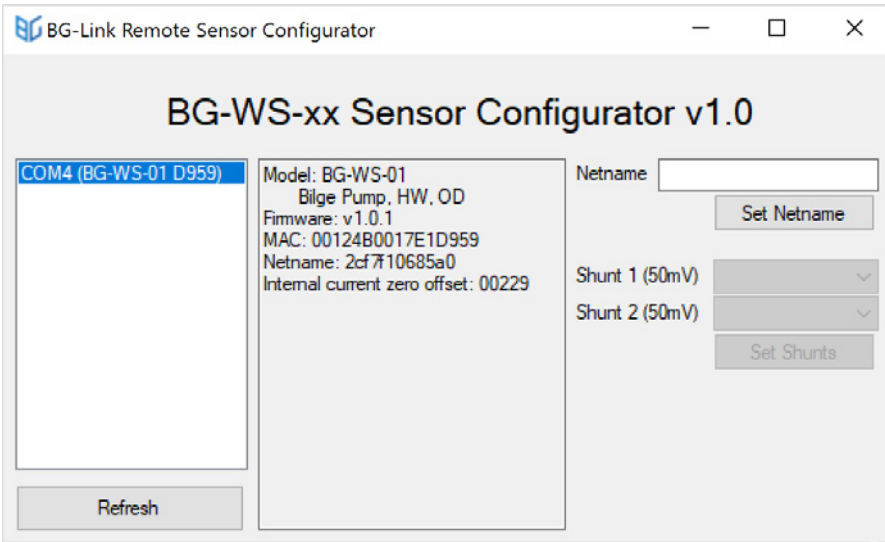 BG-Link Remote Sensor Configurator
BG-WS-xx Sensor Configurator v1.0
COM4 (BG-WS-01 D959)
Refresh
Model: BG-WS-01
Bilge Pump, HW, OD
Firmware: v1.0.1
MAC: 00124B0017E1D959
Netname: 2cf7f10685a0
Internal current zero offset: 00229
Netname
Set Netname
Shunt 1 (50mV)
Shunt 2 (50mV)
Set Shunts